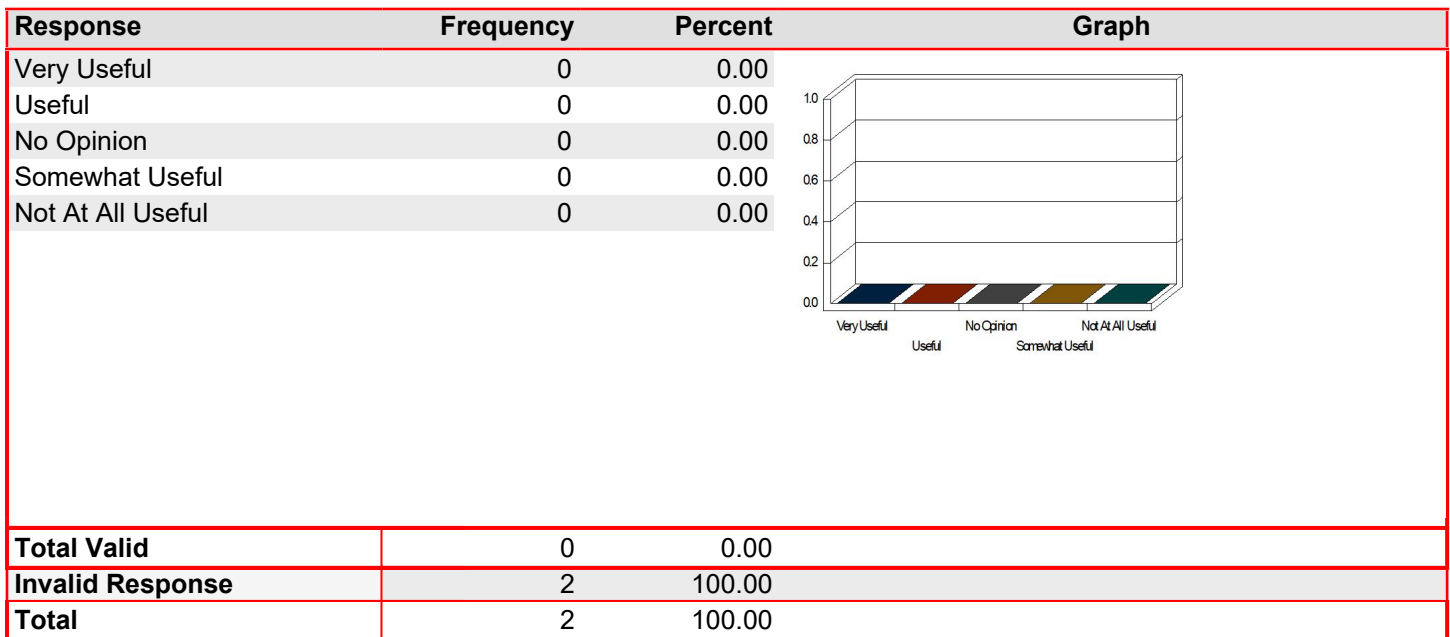 Response Frequency Percent Graph
Very Useful 0 0.00
Useful 0 0.00
No Opinion 0 0.00
Somewhat Useful 0 0.00
Not At All Useful 0 0.00
1.0
0.8
0.6
0.4
0.2
0.0
Very Useful No Opinion Not At All Useful
Useful Somewhat Useful
Total Valid 0 0.00
Invalid Response 2 100.00
Total 2 100.00